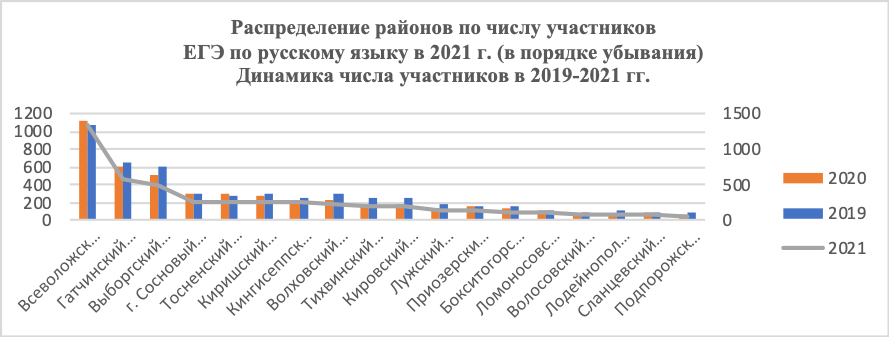 Распределение районов по числу участников
ЕГЭ по русскому языку в 2021 г. (в порядке убывания)
Динамика числа участников в 2019-2021 гг.
1200
1000
800
600
400
200
0
1500
1000
500
0
2020
2019
2021
Всеволожск...
Гатчинский...
Выборгский...
г. Сосновый...
Тосненский...
Киришский...
Кингисеппск...
Волховский...
Тихвинский...
Кировский...
Лужский...
Приозерски...
Бокситогорс...
Ломоносовс...
Волосовский...
Лодейнопол...
Сланцевский...
Подпорожск...